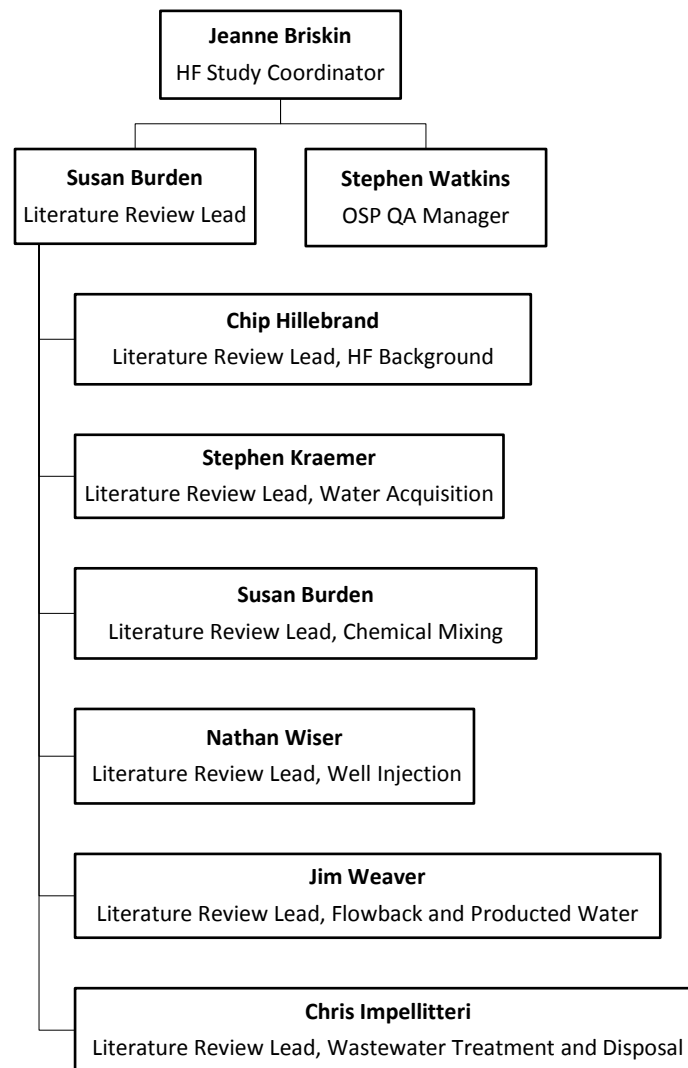 Jeanne Briskin
HF Study Coordinator
Susan Burden
Literature Review Lead
Stephen Watkins
OSP QA Manager
Chip Hillebrand
Literature Review Lead, HF Background
Stephen Kraemer
Literature Review Lead, Water Acquisition
Susan Burden
Literature Review Lead, Chemical Mixing
Nathan Wiser
Literature Review Lead, Well Injection
Jim Weaver
Literature Review Lead, Flowback and Producted Water
Chris Impellitteri
Literature Review Lead, Wastewater Treatment and Disposal